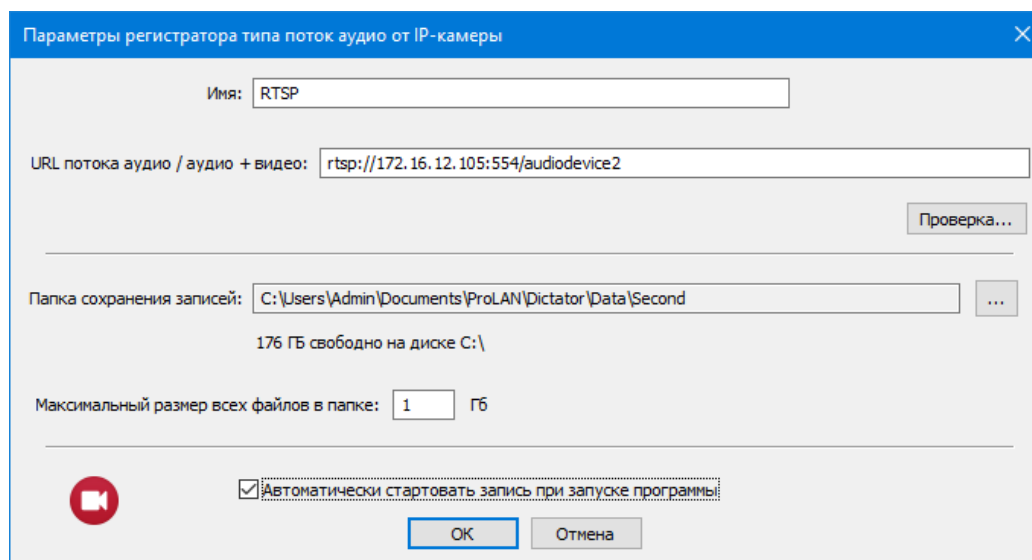 Параметры регистратора типа поток аудио от IP-камеры
Имя: RTSP
URL потока аудио / аудио + видео: rtsp://172.16.12.105:554/audiodevice2
Проверка...
Папка сохранения записей: C:\Users\Admin\Documents\ProLAN\Dictator\Data\Second ...
176 ГБ свободно на диске C:\
Максимальный размер всех файлов в папке: 1 Гб
Автоматически стартовать запись при запуске программы
OK Отмена